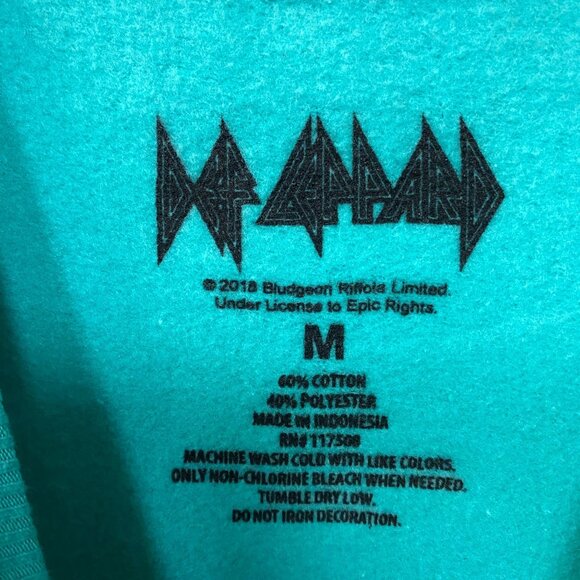 DEF LEPPARD
© 2018 Bludgeon Riffola Limited.
Under License to Epic Rights.
M
60% COTTON
40% POLYESTER
MADE IN INDONESIA
RN# 117508
MACHINE WASH COLD WITH LIKE COLORS.
ONLY NON-CHLORINE BLEACH WHEN NEEDED.
TUMBLE DRY LOW.
DO NOT IRON DECORATION.